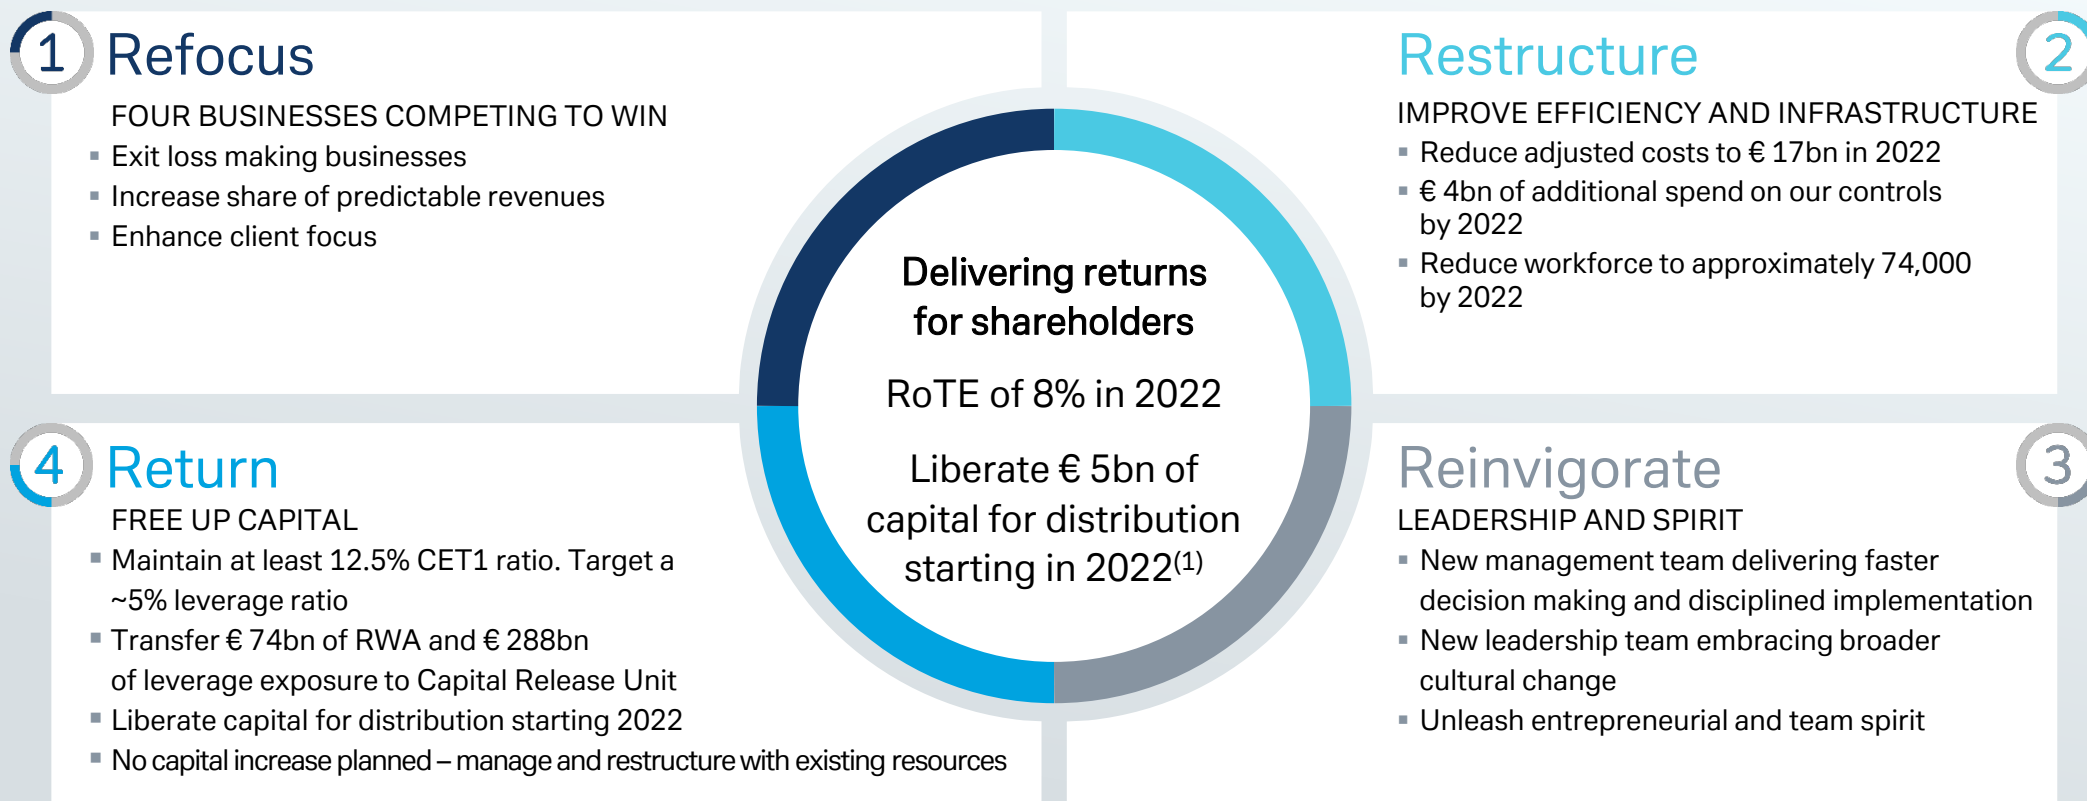 1 Refocus
FOUR BUSINESSES COMPETING TO WIN
▪ Exit loss making businesses
▪ Increase share of predictable revenues
▪ Enhance client focus
Restructure 2
IMPROVE EFFICIENCY AND INFRASTRUCTURE
▪ Reduce adjusted costs to € 17bn in 2022
▪ € 4bn of additional spend on our controls
by 2022
▪ Reduce workforce to approximately 74,000
by 2022
Delivering returns
for shareholders
RoTE of 8% in 2022
Liberate € 5bn of
capital for distribution
starting in 2022(1)
Reinvigorate 3
LEADERSHIP AND SPIRIT
▪ New management team delivering faster
decision making and disciplined implementation
▪ New leadership team embracing broader
cultural change
▪ Unleash entrepreneurial and team spirit
4 Return
FREE UP CAPITAL
▪ Maintain at least 12.5% CET1 ratio. Target a
~5% leverage ratio
▪ Transfer € 74bn of RWA and € 288bn
of leverage exposure to Capital Release Unit
▪ Liberate capital for distribution starting 2022
▪ No capital increase planned – manage and restructure with existing resources